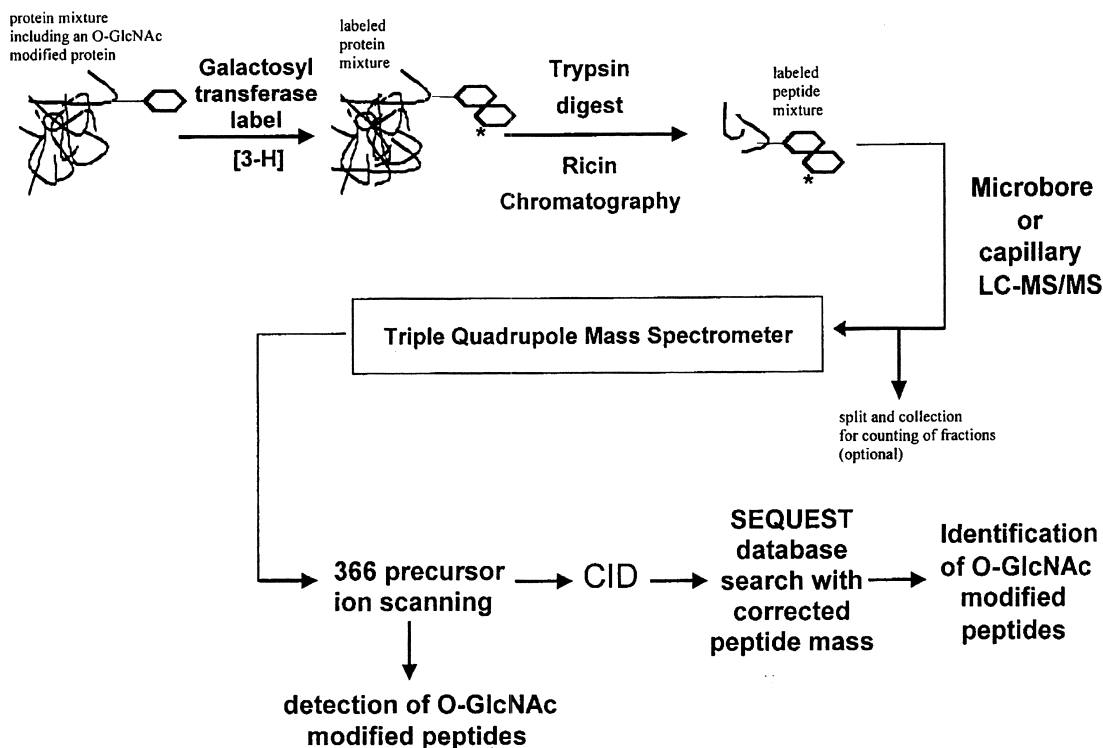 protein mixture
including an O-GlcNAc
modified protein
Galactosyl
transferase
label
[3-H]
labeled
protein
mixture
*
Trypsin
digest
Ricin
Chromatography
labeled
peptide
mixture
*
Microbore
or
capillary
LC-MS/MS
Triple Quadrupole Mass Spectrometer
split and collection
for counting of fractions
(optional)
366 precursor
ion scanning
CID
SEQUEST
database
search with
corrected
peptide mass
Identification
of O-GlcNAc
modified
peptides
detection of O-GlcNAc
modified peptides